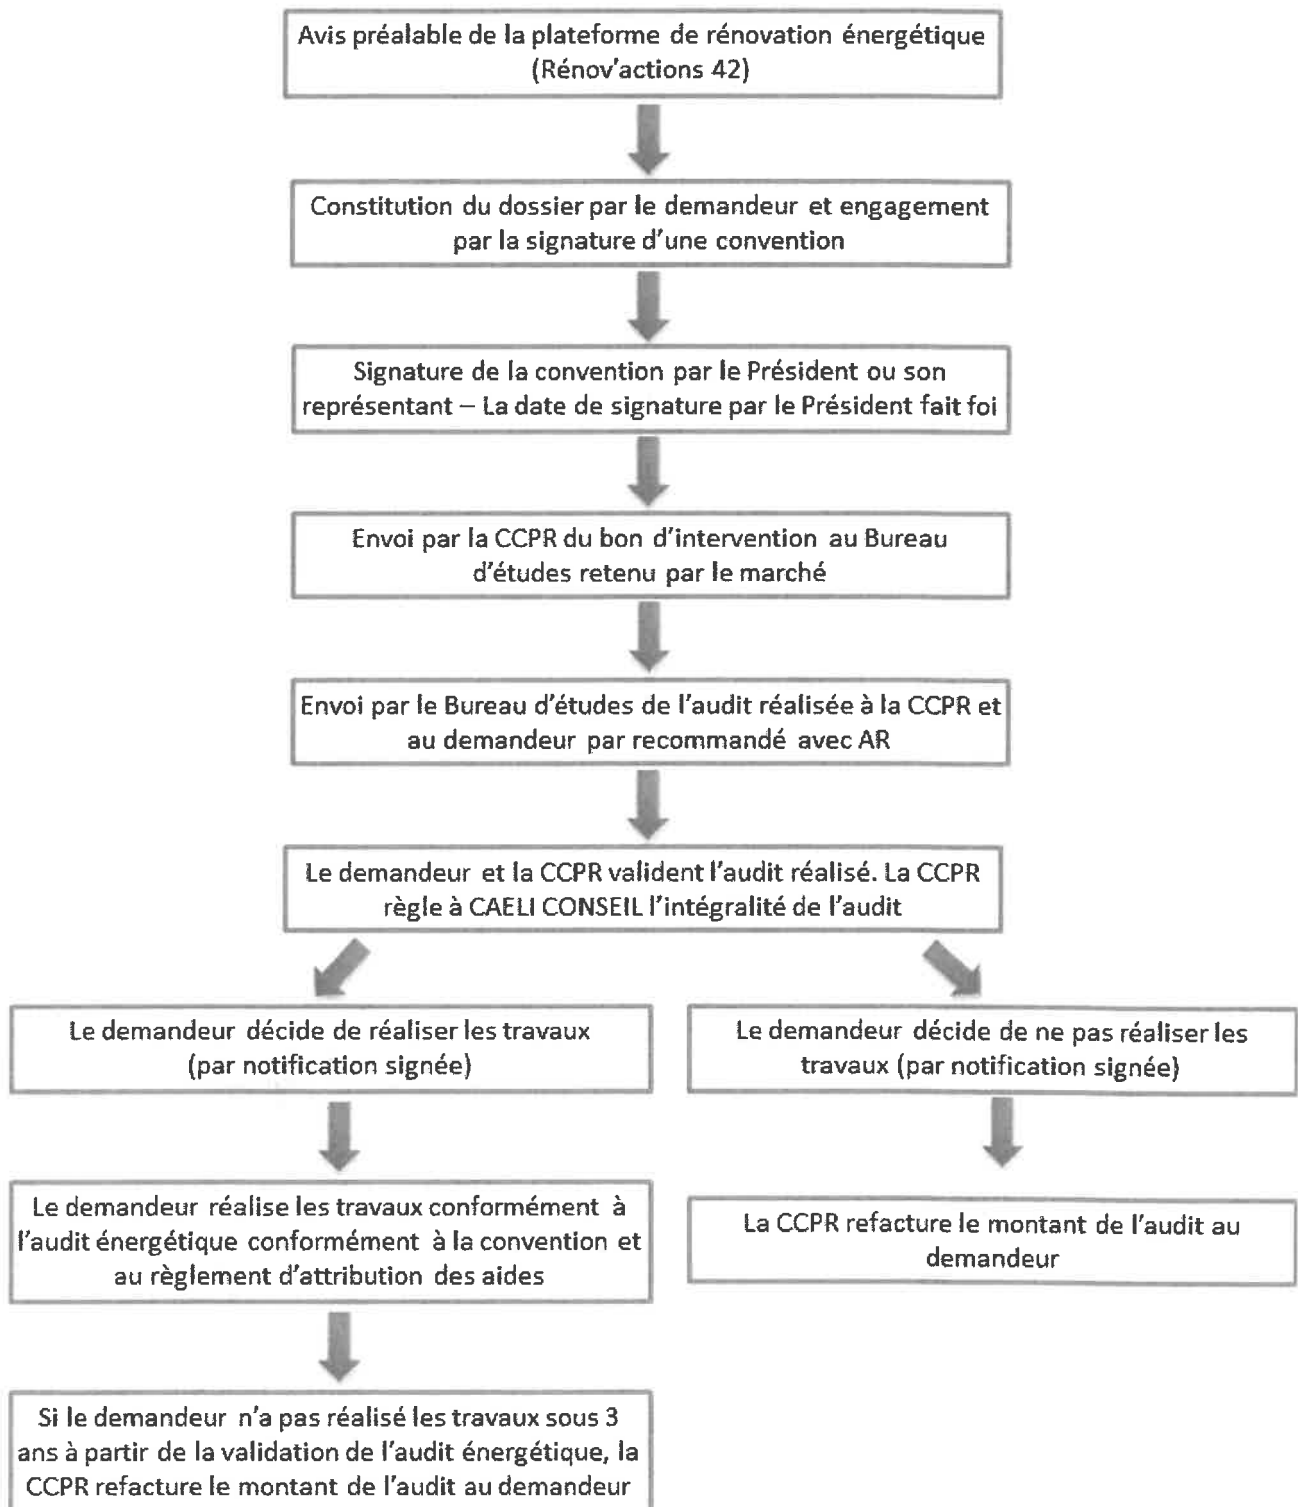 Avis préalable de la plateforme de rénovation énergétique
(Rénov'actions 42)
Constitution du dossier par le demandeur et engagement
par la signature d'une convention
Signature de la convention par le Président ou son
représentant – La date de signature par le Président fait foi
Envoi par la CCPR du bon d'intervention au Bureau
d'études retenu par le marché
Envoi par le Bureau d'études de l'audit réalisée à la CCPR et
au demandeur par recommandé avec AR
Le demandeur et la CCPR valident l'audit réalisé. La CCPR
règle à CAELI CONSEIL l'intégralité de l'audit
Le demandeur décide de réaliser les travaux
(par notification signée)
Le demandeur décide de ne pas réaliser les
travaux (par notification signée)
Le demandeur réalise les travaux conformément à
l'audit énergétique conformément à la convention et
au règlement d'attribution des aides
La CCPR refacture le montant de l'audit au
demandeur
Si le demandeur n'a pas réalisé les travaux sous 3
ans à partir de la validation de l'audit énergétique, la
CCPR refacture le montant de l'audit au demandeur